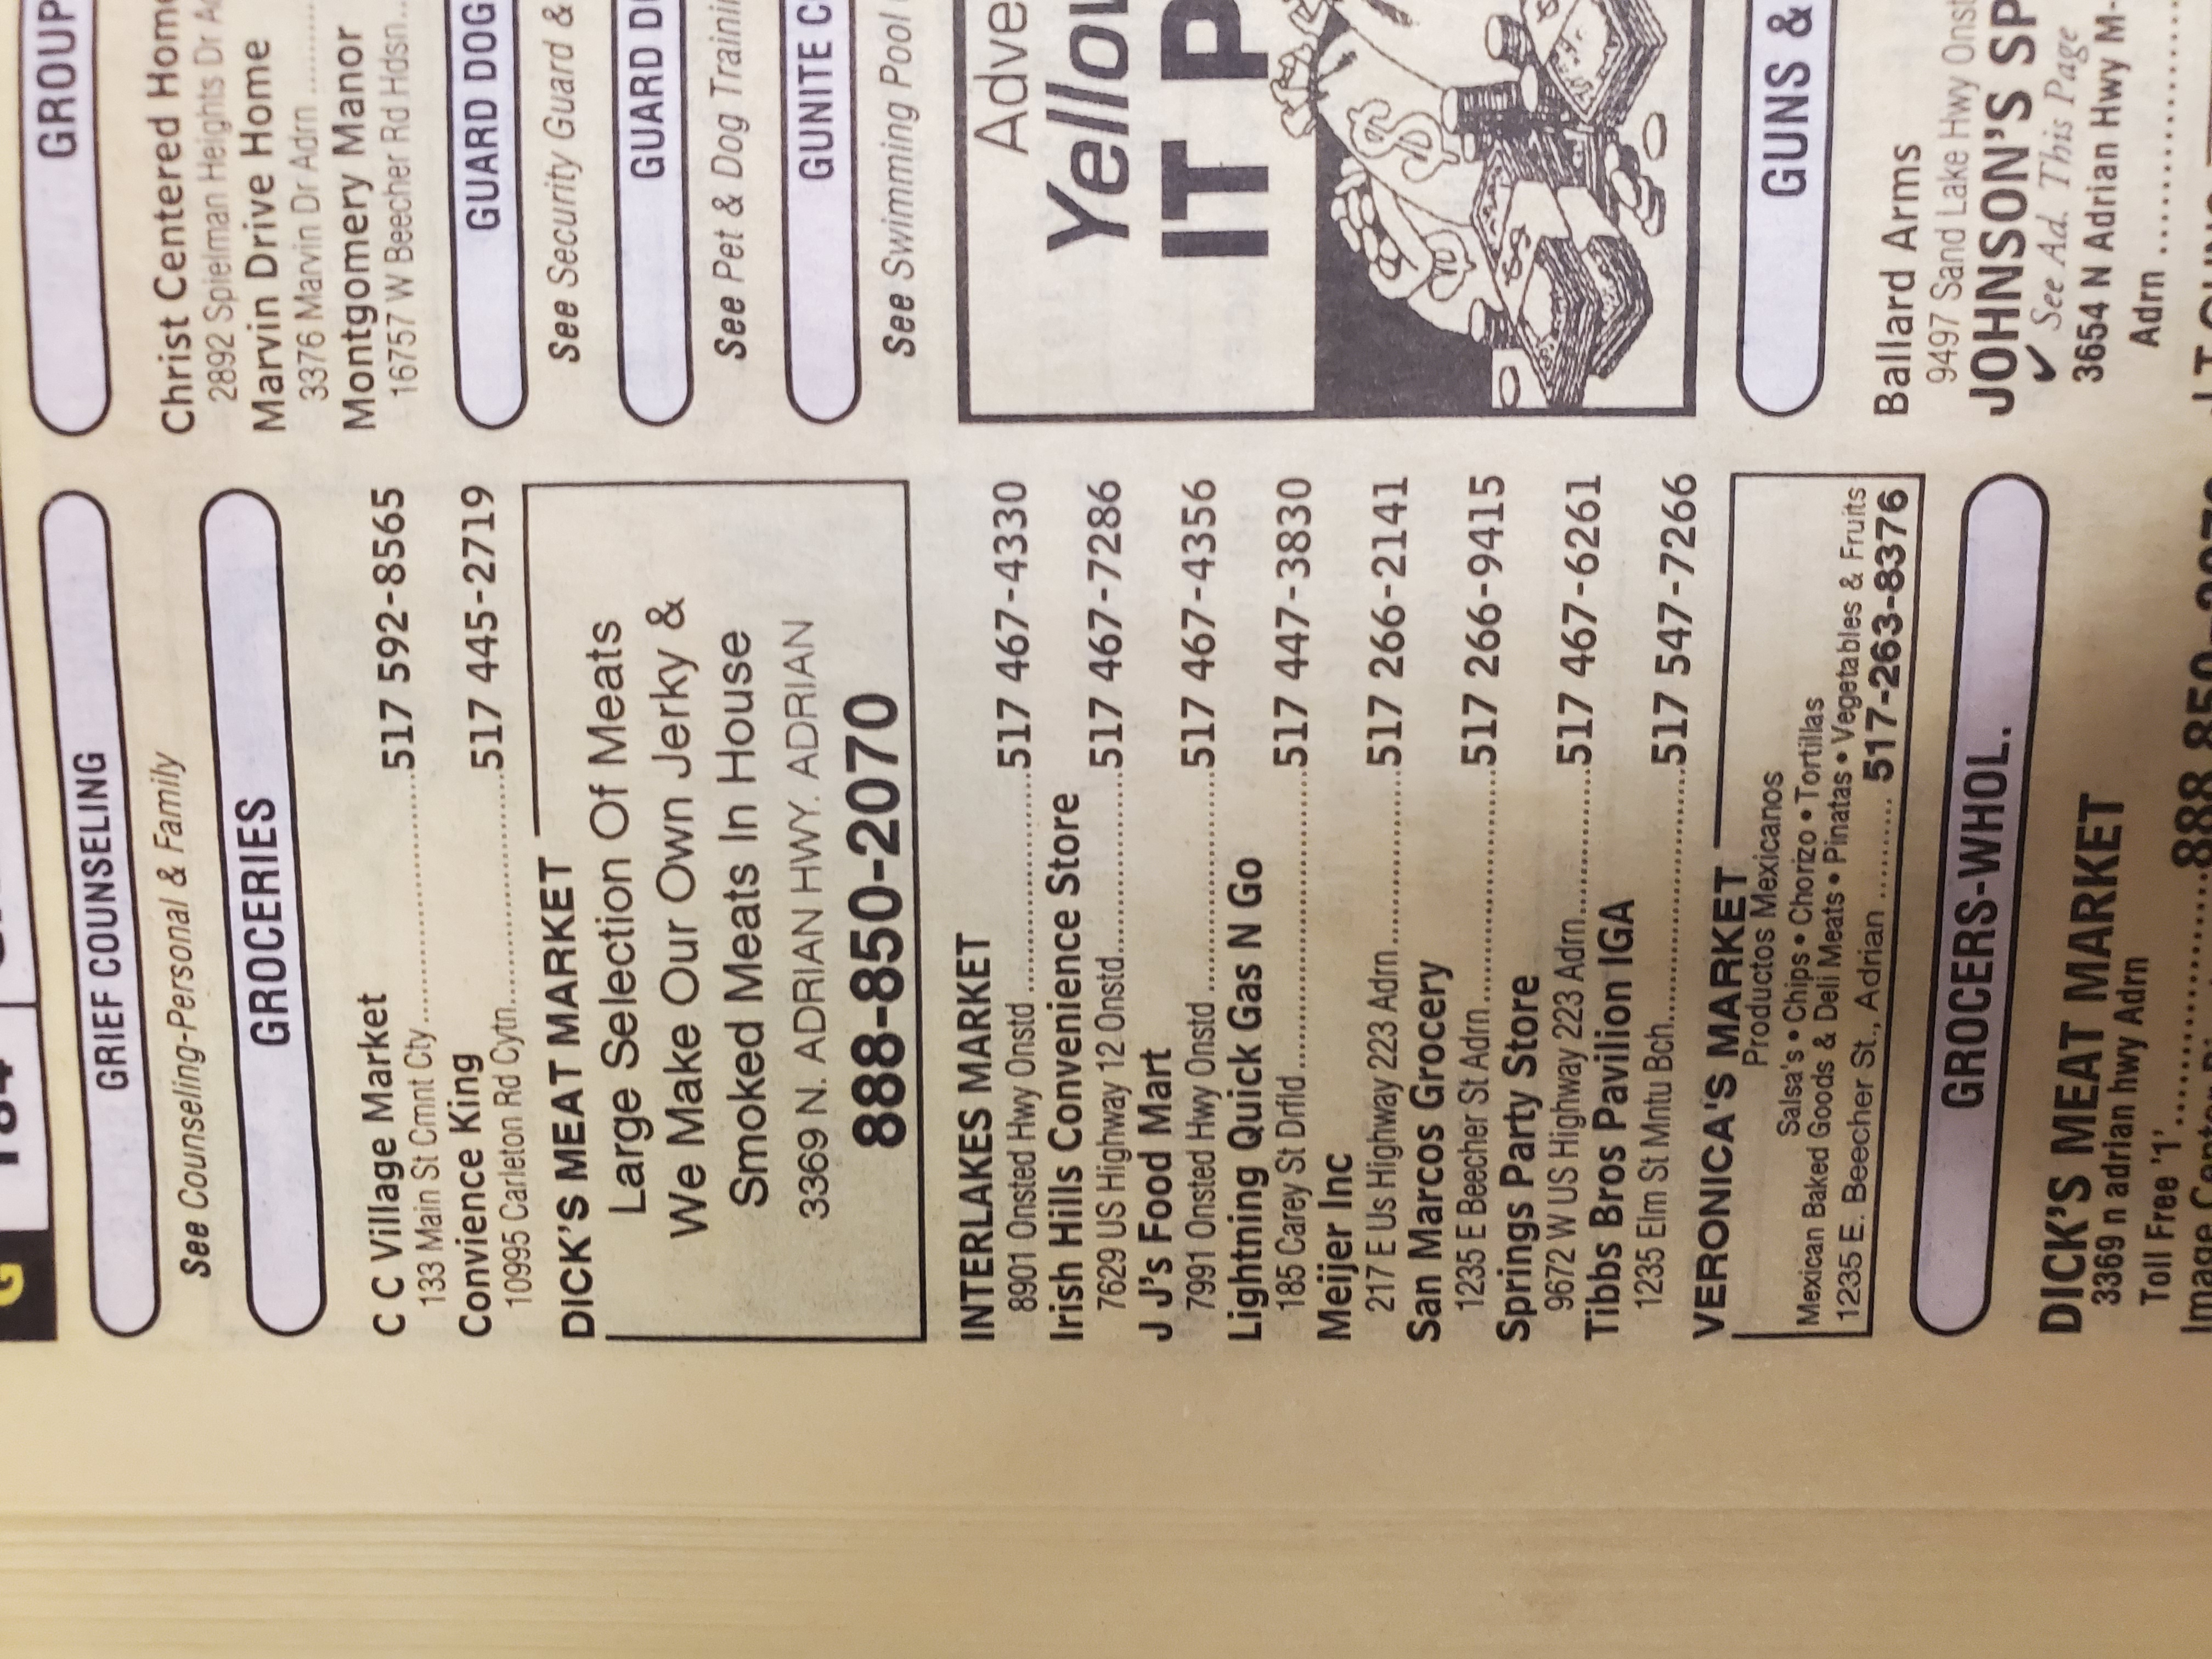 G
GRIEF COUNSELING
See Counseling-Personal & Family
GROCERIES
C C Village Market
133 Main St Cmnt Cty..........517 592-8565
Convience King
10995 Carleton Rd Cytn..........517 445-2719
DICK'S MEAT MARKET
Large Selection Of Meats
We Make Our Own Jerky &
Smoked Meats In House
3369 N. ADRIAN HWY. ADRIAN
888-850-2070
INTERLAKES MARKET
8901 Onsted Hwy Onstd..........517 467-4330
Irish Hills Convenience Store
7629 US Highway 12 Onstd..........517 467-7286
J J's Food Mart
7991 Onsted Hwy Onstd..........517 467-4356
Lightning Quick Gas N Go
185 Carey St Drfld..........517 447-3830
Meijer Inc
217 E Us Highway 223 Adrn..........517 266-2141
San Marcos Grocery
1235 E Beecher St Adrn..........517 266-9415
Springs Party Store
9672 W US Highway 223 Adrn..........517 467-6261
Tibbs Bros Pavilion IGA
1235 Elm St Mntu Bch..........517 547-7266
VERONICA'S MARKET
Productos Mexicanos
Salsa's • Chips • Chorizo • Tortillas
Mexican Baked Goods & Deli Meats • Pinatas • Vegetables & Fruits
1235 E. Beecher St., Adrian .......... 517-263-8376
GROCERS-WHOL.
DICK'S MEAT MARKET
3369 n adrian hwy Adrn
Toll Free '1'..........888 850-2070
Image
GROUP
Christ Centered Home
2892 Spielman Heights Dr
Marvin Drive Home
3376 Marvin Dr Adrn ..........
Montgomery Manor
16757 W Beecher Rd Hdsn..
GUARD DOG
See Security Guard &
GUARD
See Pet & Dog
GUNITE
See Swimming Pool
IT
GUNS &
Ballard Arms
9497 Sand Lake Hwy
JOHNSON'S
✓ See Ad. This Page
3654 N Adrian Hwy M-
Adrn ..........